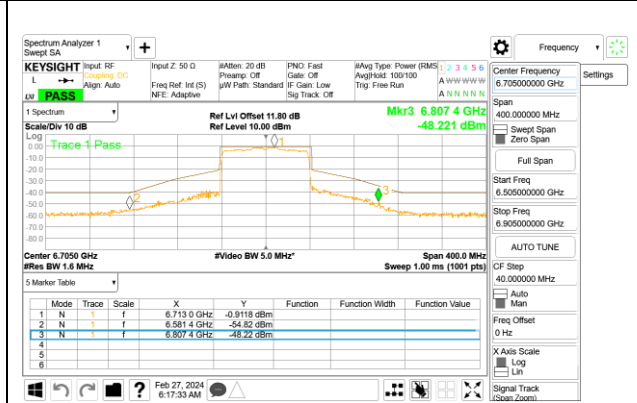 Spectrum Analyzer 1
Swept SA
Frequency
KEYSIGHT
Input: RF
Coupling: DC
Align: Auto
Input Z: 50 Ω
Freq Ref: Int (S)
NFE: Adaptive
#Atten: 20 dB
Preamp: Off
µW Path: Standard
PNO: Fast
Gate: Off
IF Gain: Low
Sig Track: Off
#Avg Type: Power (RMS
Avg|Hold: 100/100
Trig: Free Run
1 2 3 4 5 6
A W W W W W
A N N N N N
L
LXI PASS
Center Frequency
6.705000000 GHz
Settings
Span
400.000000 MHz
Swept Span
Zero Span
Full Span
Start Freq
6.505000000 GHz
Stop Freq
6.905000000 GHz
AUTO TUNE
CF Step
40.000000 MHz
Auto
Man
Freq Offset
0 Hz
X Axis Scale
Log
Lin
Signal Track
(Span Zoom)
1 Spectrum
Scale/Div 10 dB
Ref Lvl Offset 11.80 dB
Ref Level 10.00 dBm
Mkr3 6.807 4 GHz
-48.221 dBm
Log
Trace 1 Pass
0.00
-10.0
-20.0
-30.0
-40.0
-50.0
-60.0
-70.0
-80.0
1
2
3
Center 6.7050 GHz
#Res BW 1.6 MHz
#Video BW 5.0 MHz*
Span 400.0 MHz
Sweep 1.00 ms (1001 pts)
5 Marker Table
Mode Trace Scale X Y Function Function Width Function Value
1 N 1 f 6.713 0 GHz -0.9118 dBm
2 N 1 f 6.581 4 GHz -54.82 dBm
3 N 1 f 6.807 4 GHz -48.22 dBm
4
5
6
?
Feb 27, 2024
6:17:33 AM